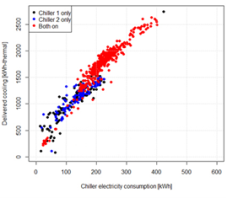 Chiller 1 only
Chiller 2 only
Both on
Delivered cooling [kWh-thermal]
2500
2000
1500
1000
500
0
0 100 200 300 400 500 600
Chiller electricity consumption [kWh]